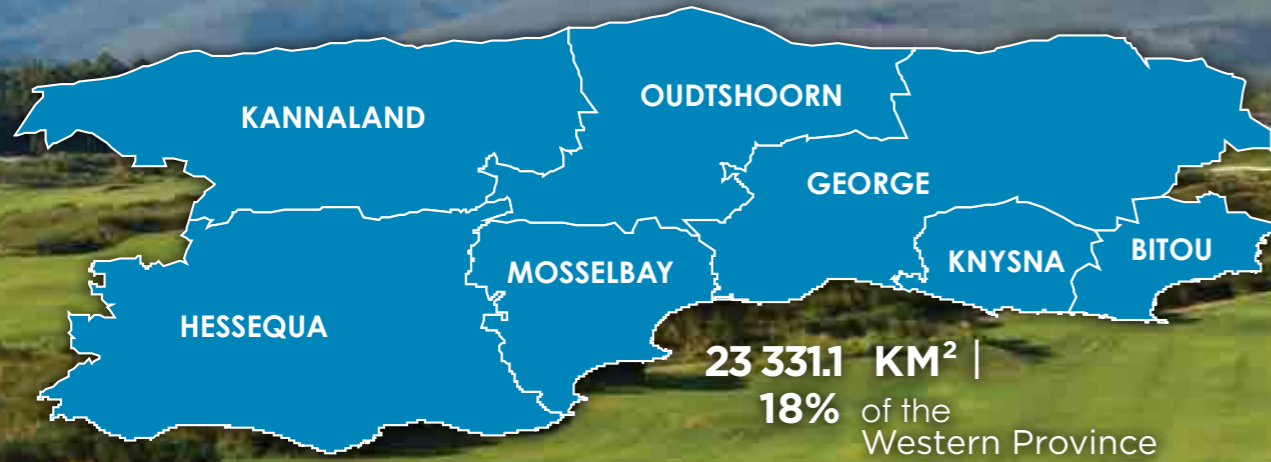 KANNALAND
OUDTSHOORN
GEORGE
KNYSNA
BITOU
MOSSELBAY
HESSEQUA
23 331.1 KM² |
18% of the
Western Province